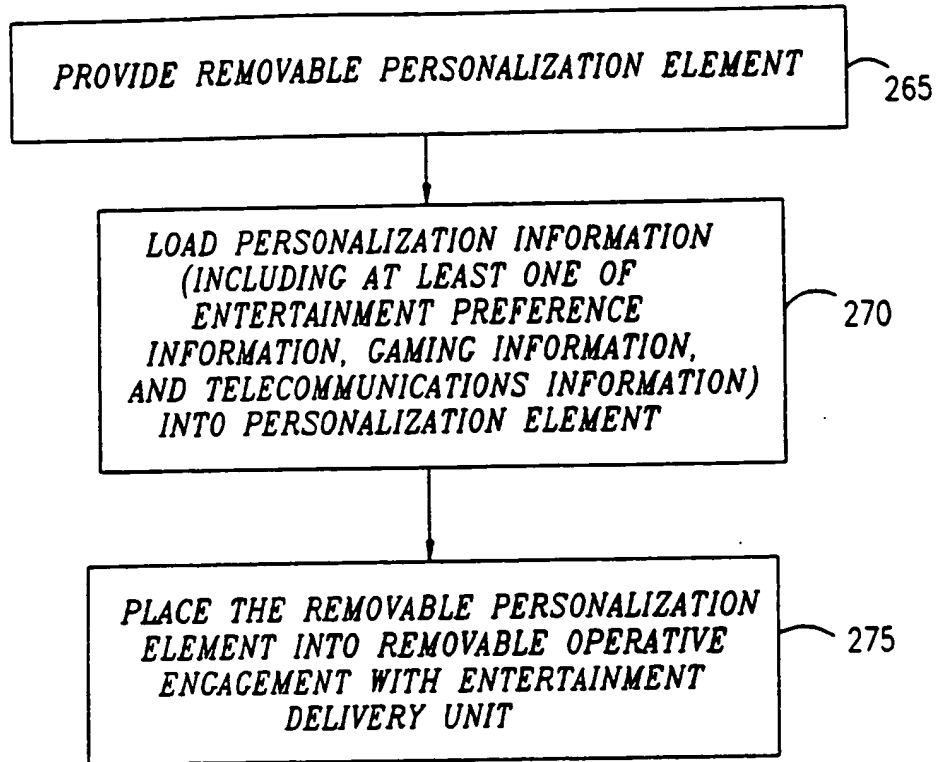 PROVIDE REMOVABLE PERSONALIZATION ELEMENT
265
LOAD PERSONALIZATION INFORMATION
(INCLUDING AT LEAST ONE OF
ENTERTAINMENT PREFERENCE
INFORMATION, GAMING INFORMATION,
AND TELECOMMUNICATIONS INFORMATION)
INTO PERSONALIZATION ELEMENT
270
PLACE THE REMOVABLE PERSONALIZATION
ELEMENT INTO REMOVABLE OPERATIVE
ENGAGEMENT WITH ENTERTAINMENT
DELIVERY UNIT
275